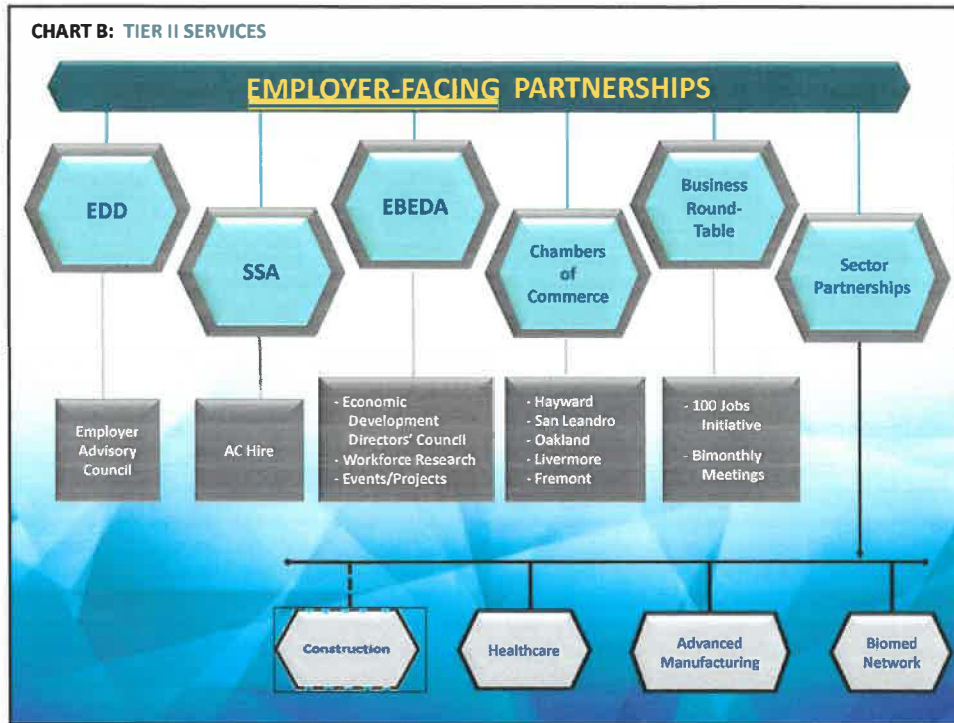 CHART B: TIER II SERVICES
EMPLOYER-FACING PARTNERSHIPS
EDD
SSA
EBEDA
Chambers
of
Commerce
Business
Round-
Table
Sector
Partnerships
Employer
Advisory
Council
AC Hire
- Economic
Development
Directors' Council
- Workforce Research
- Events/Projects
- Hayward
- San Leandro
- Oakland
- Livermore
- Fremont
- 100 Jobs
Initiative
- Bimonthly
Meetings
Construction
Healthcare
Advanced
Manufacturing
Biomed
Network